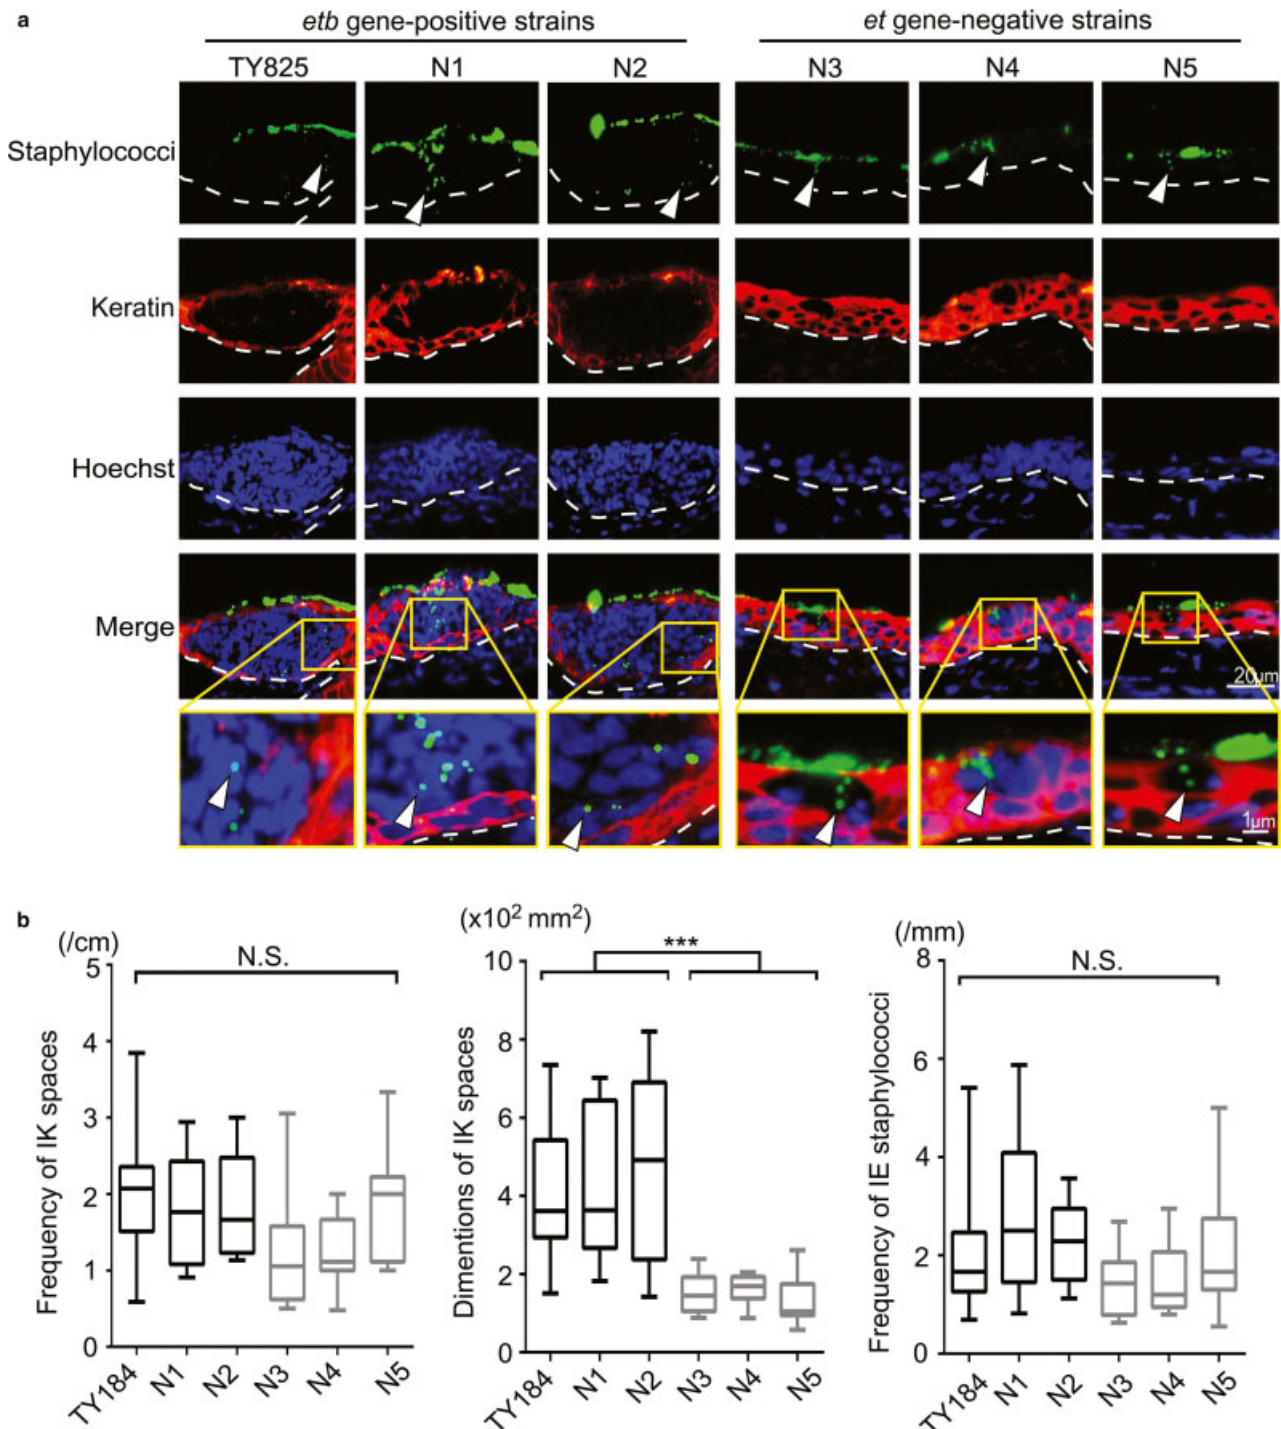 a
etb gene-positive strains
et gene-negative strains
TY825 N1 N2 N3 N4 N5
Staphylococci
Keratin
Hoechst
Merge
20μm
1μm
b
(/cm)
N.S.
Frequency of IK spaces
5
4
3
2
1
0
TY184 N1 N2 N3 N4 N5
(x10² mm²)
***
Dimentions of IK spaces
10
8
6
4
2
0
TY184 N1 N2 N3 N4 N5
(/mm)
N.S.
Frequency of IE staphylococci
8
6
4
2
0
TY184 N1 N2 N3 N4 N5